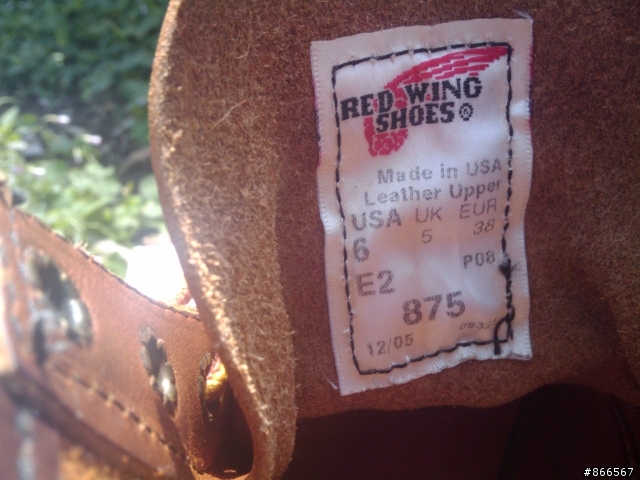 RED WING
SHOES®
Made in USA
Leather Upper
USA UK EUR
6 5 38
E2 P08
875
12/05
#866567